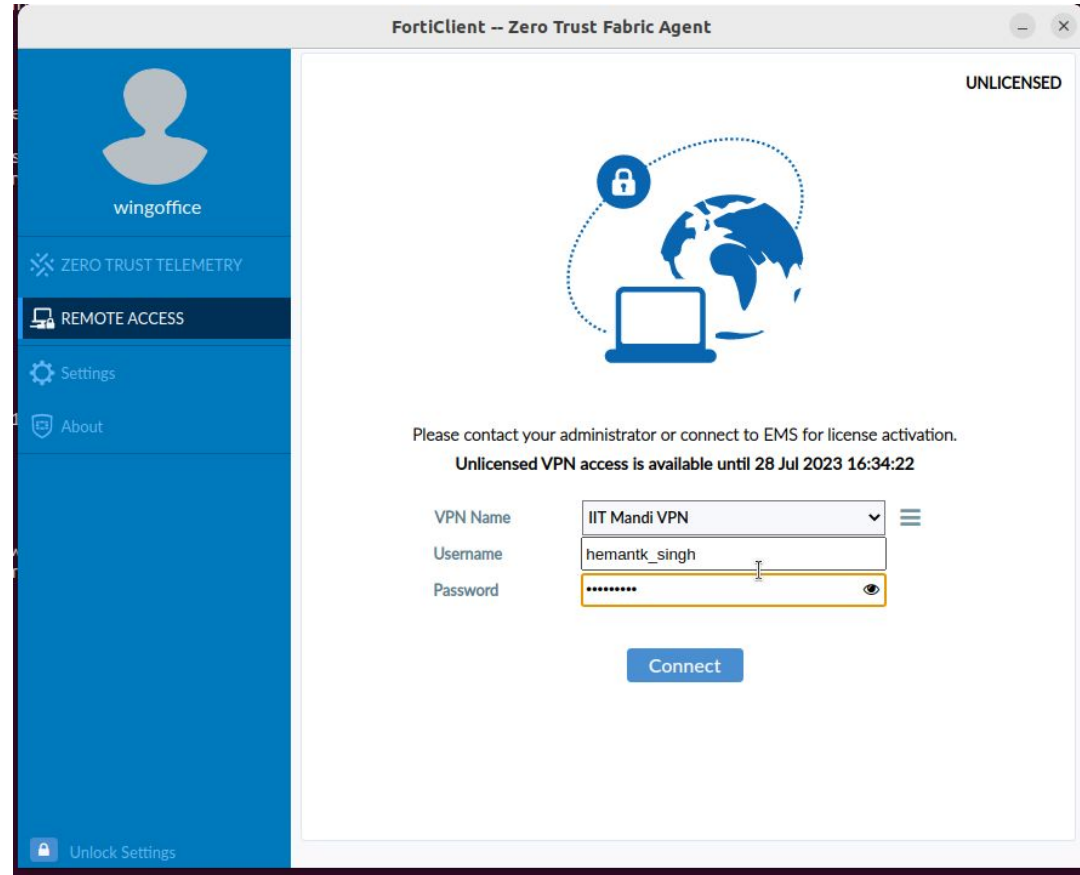 FortiClient -- Zero Trust Fabric Agent
UNLICENSED
wingoffice
ZERO TRUST TELEMETRY
REMOTE ACCESS
Settings
About
Unlock Settings
Please contact your administrator or connect to EMS for license activation.
Unlicensed VPN access is available until 28 Jul 2023 16:34:22
VPN Name IIT Mandi VPN
Username hemantk_singh
Password •••••••••
Connect